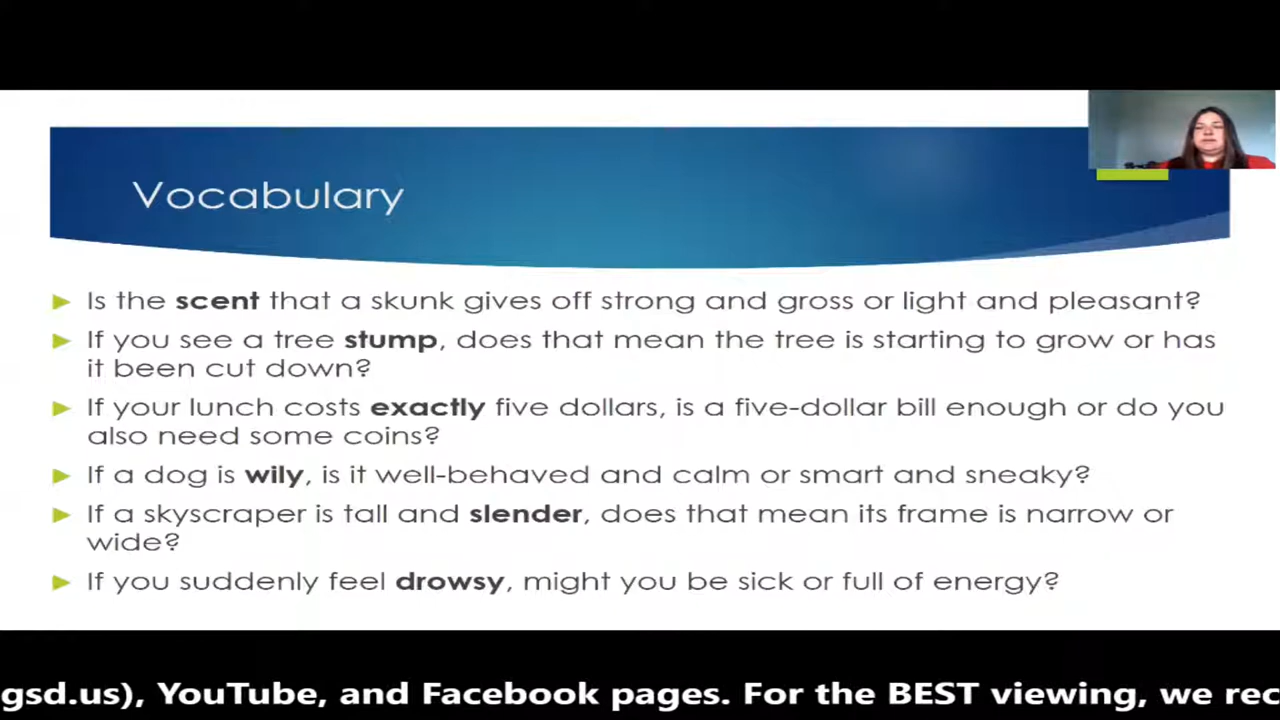 Vocabulary
Is the scent that a skunk gives off strong and gross or light and pleasant?
If you see a tree stump, does that mean the tree is starting to grow or has
it been cut down?
If your lunch costs exactly five dollars, is a five-dollar bill enough or do you
also need some coins?
If a dog is wily, is it well-behaved and calm or smart and sneaky?
If a skyscraper is tall and slender, does that mean its frame is narrow or
wide?
If you suddenly feel drowsy, might you be sick or full of energy?
gsd.us), YouTube, and Facebook pages. For the BEST viewing, we rec